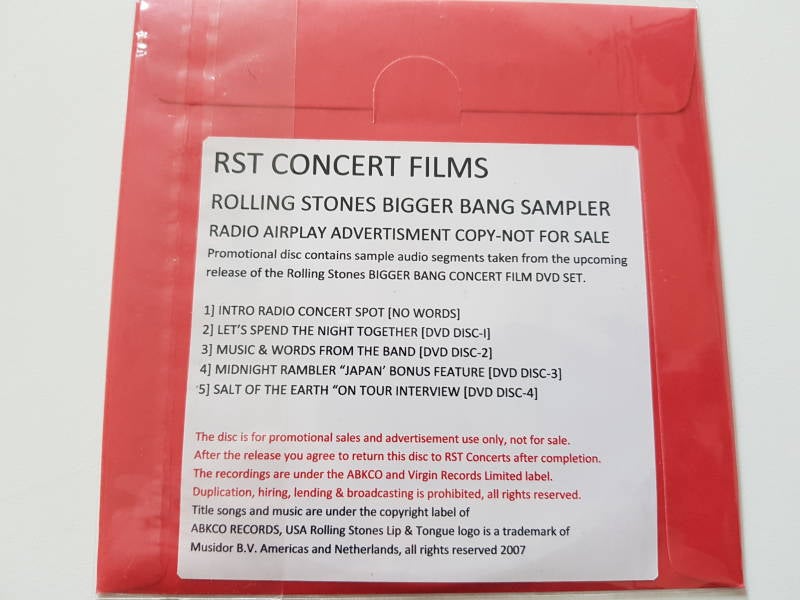 RST CONCERT FILMS
ROLLING STONES BIGGER BANG SAMPLER
RADIO AIRPLAY ADVERTISMENT COPY-NOT FOR SALE
Promotional disc contains sample audio segments taken from the upcoming
release of the Rolling Stones BIGGER BANG CONCERT FILM DVD SET.
1] INTRO RADIO CONCERT SPOT [NO WORDS]
2] LET'S SPEND THE NIGHT TOGETHER [DVD DISC-I]
3] MUSIC & WORDS FROM THE BAND [DVD DISC-2]
4] MIDNIGHT RAMBLER “JAPAN’ BONUS FEATURE [DVD DISC-3]
5] SALT OF THE EARTH “ON TOUR INTERVIEW [DVD DISC-4]
The disc is for promotional sales and advertisement use only, not for sale.
After the release you agree to return this disc to RST Concerts after completion.
The recordings are under the ABKCO and Virgin Records Limited label.
Duplication, hiring, lending & broadcasting is prohibited, all rights reserved.
Title songs and music are under the copyright label of
ABKCO RECORDS, USA Rolling Stones Lip & Tongue logo is a trademark of
Musidor B.V. Americas and Netherlands, all rights reserved 2007